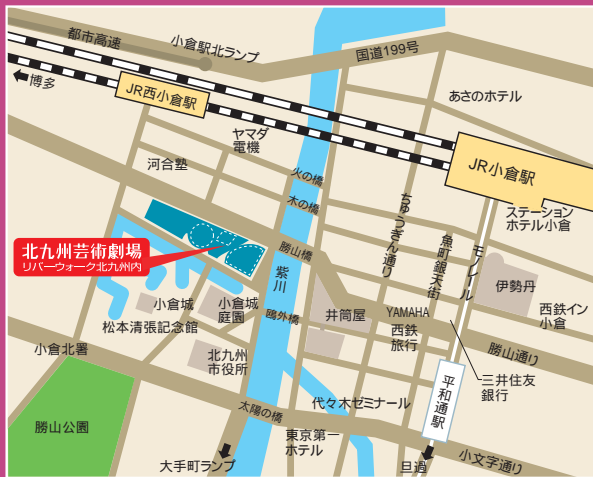 都市高速
小倉駅北ランプ
国道199号
博多
JR西小倉駅
あさのホテル
ヤマダ
電機
河合塾
火の橋
木の橋
JR小倉駅
ちゅうぎん通り
魚町銀天街
モノレール
ステーション
ホテル小倉
北九州芸術劇場
リバーウォーク北九州内
勝山橋
紫川
伊勢丹
小倉城
小倉城
庭園
鴎外橋
井筒屋
YAMAHA
西鉄
旅行
西鉄イン
小倉
松本清張記念館
小倉北署
北九州
市役所
勝山通り
三井住友
銀行
平和通駅
代々木ゼミナール
太陽の橋
勝山公園
東京第一
ホテル
大手町ランプ
旦過
小文字通り